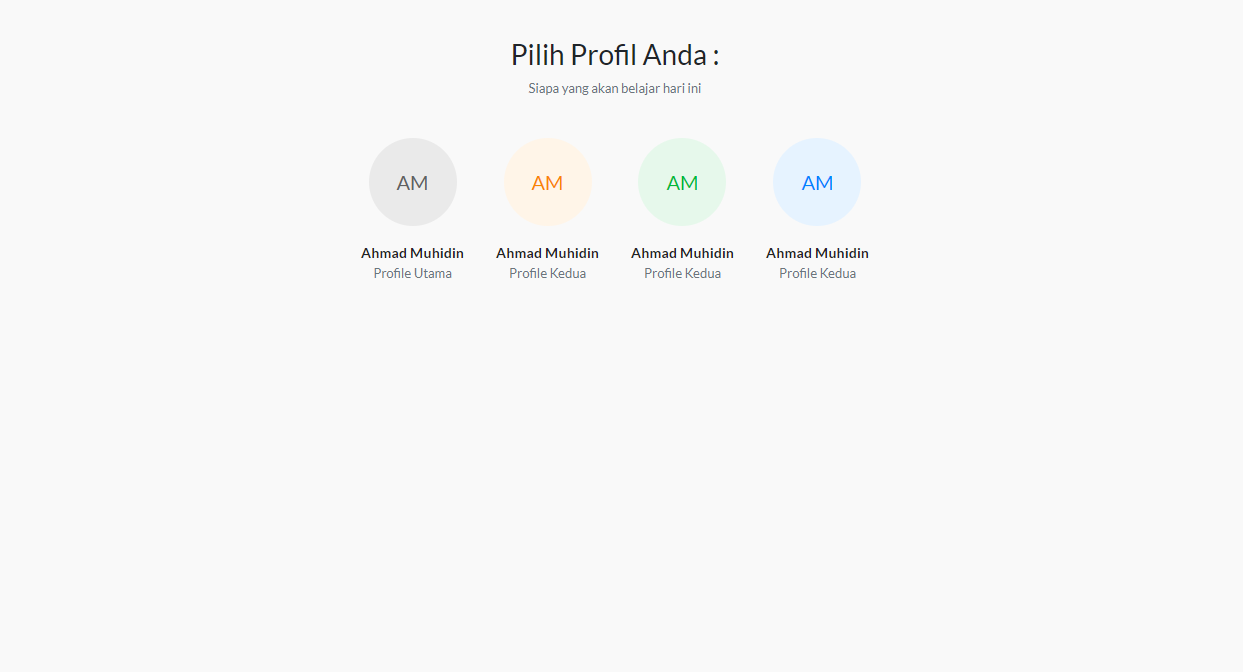 Pilih Profil Anda :
Siapa yang akan belajar hari ini
AM AM AM AM
Ahmad Muhidin Ahmad Muhidin Ahmad Muhidin Ahmad Muhidin
Profile Utama Profile Kedua Profile Kedua Profile Kedua